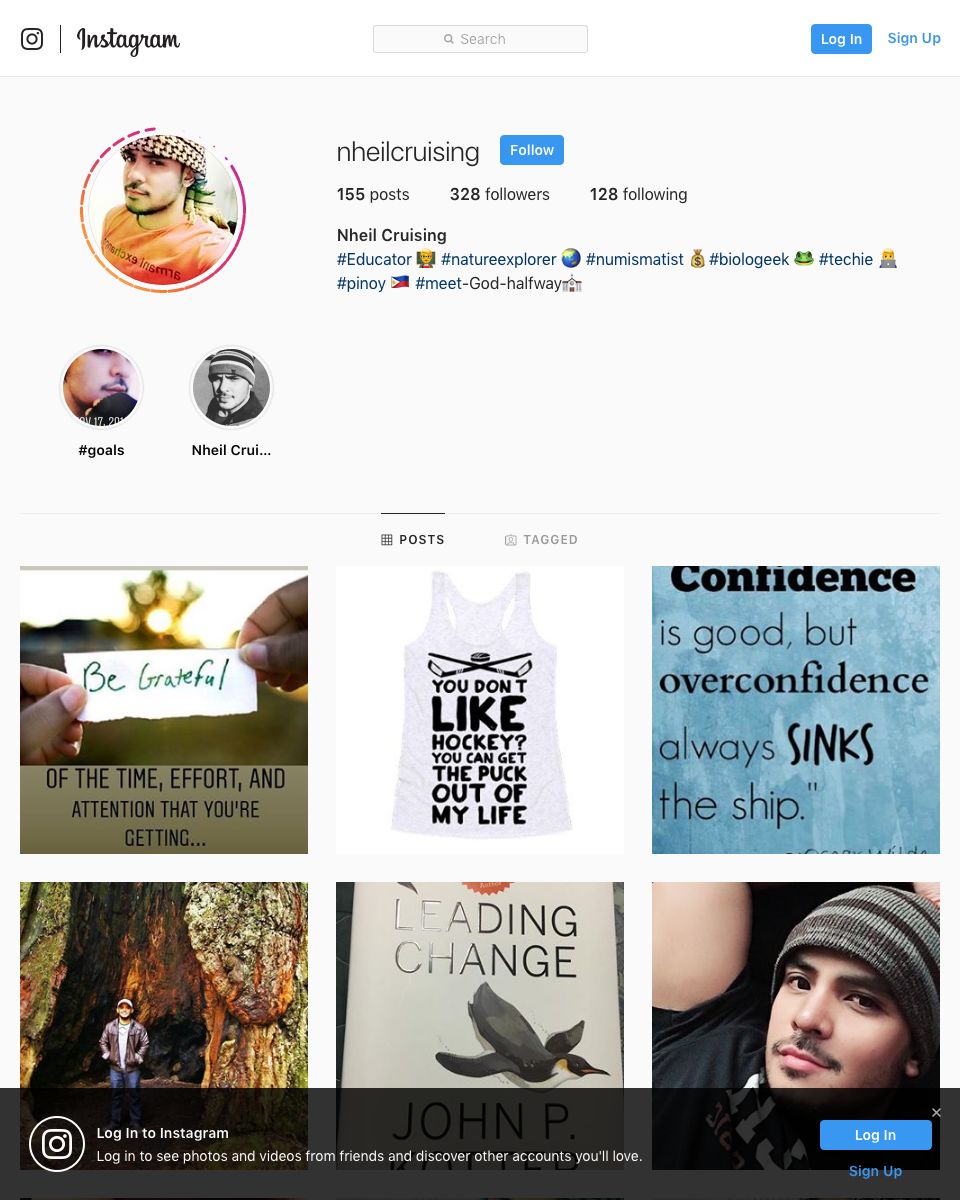 Instagram
Search
Log In
Sign Up
nheilcruising
Follow
155 posts
328 followers
128 following
Nheil Cruising
#Educator 👩‍🏫 #natureexplorer 🌏 #numismatist 💰 #biologeek 🐸 #techie 👨‍💻
#pinoy 🇵🇭 #meet-God-halfway⛪
armani exchange
#goals
Nheil Crui...
POSTS
TAGGED
Be Grateful
OF THE TIME, EFFORT, AND
ATTENTION THAT YOU'RE
GETTING...
YOU DON'T
LIKE
HOCKEY?
YOU CAN GET
THE PUCK
OUT OF
MY LIFE
Confidence
is good, but
overconfidence
always SINKS
the ship."
Oscar Wilde
Author
LEADING
CHANGE
JOHN P.
KOTTER
Log In to Instagram
Log in to see photos and videos from friends and discover other accounts you'll love.
Log In
Sign Up